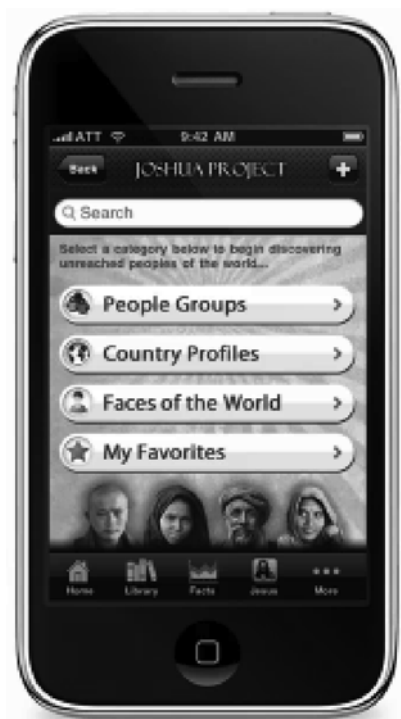 ATT 9:42 AM
Back JOSHUA PROJECT +
Search
Select a category below to begin discovering
unreached peoples of the world...
People Groups
Country Profiles
Faces of the World
My Favorites
Home Library Facts Jesus More